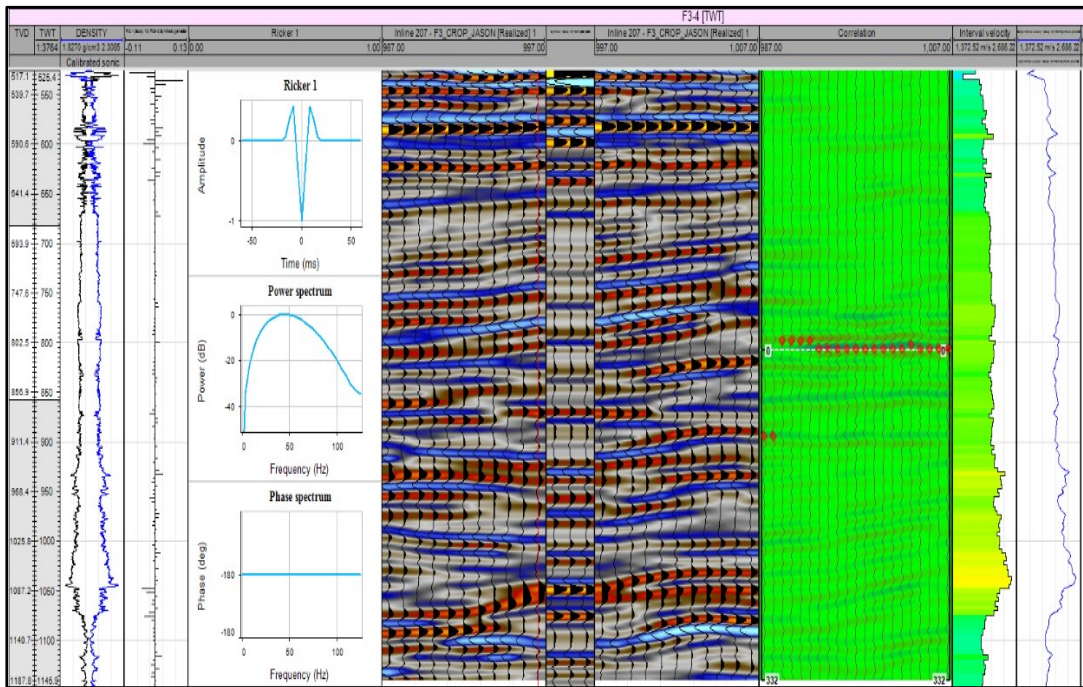 F3-4 [TWT]
TVD TWT DENSITY Ricker 1 Inline 207 - F3_CROP_JASON [Realized] 1 Inline 207 - F3_CROP_JASON [Realized] 1 Correlation Interval velocity
1:3764 1.8270 g/cm3 2.3085 -0.11 0.13 0.00 1.00 987.00 997.00 997.00 1,007.00 987.00 1,007.00 1,372.52 m/s 2,686.22 1,372.52 m/s 2,686.22
Calibrated sonic
517.1 525.4
539.7 550
590.6 600
641.4 650
693.9 700
747.6 750
802.5 800
856.9 850
911.4 900
968.4 950
1025.8 1000
1087.2 1050
1140.7 1100
1187.8 1146.9
Ricker 1
Amplitude
0
-1
-50 0 50
Time (ms)
Power spectrum
Power (dB)
0
-20
-40
0 50 100
Frequency (Hz)
Phase spectrum
Phase (deg)
-180
-180
Frequency (Hz)
0 0
332 332